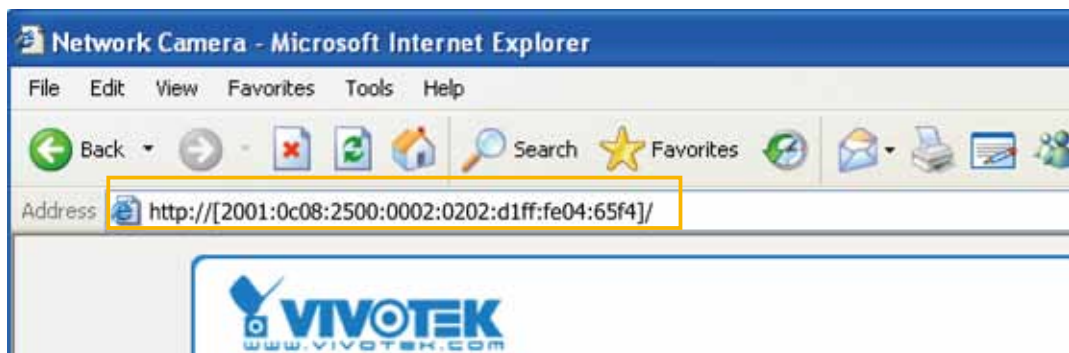 Network Camera - Microsoft Internet Explorer
File Edit View Favorites Tools Help
Back Search Favorites
Address http://[2001:0c08:2500:0002:0202:d1ff:fe04:65f4]/
VIVOTEK
www.vivotek.com